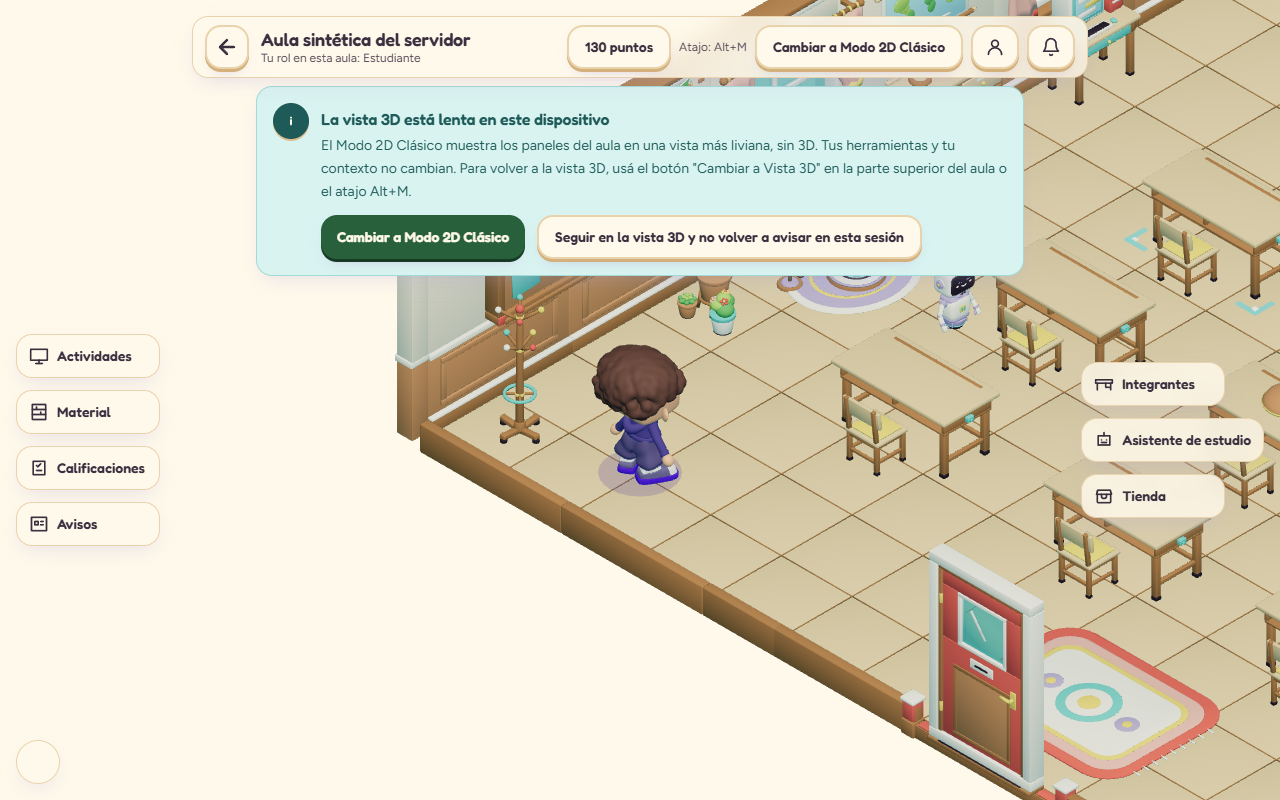 Aula sintética del servidor
Tu rol en esta aula: Estudiante
130 puntos
Atajo: Alt+M
Cambiar a Modo 2D Clásico
La vista 3D está lenta en este dispositivo
El Modo 2D Clásico muestra los paneles del aula en una vista más liviana, sin 3D. Tus herramientas y tu
contexto no cambian. Para volver a la vista 3D, usá el botón "Cambiar a Vista 3D" en la parte superior del aula o
el atajo Alt+M.
Cambiar a Modo 2D Clásico
Seguir en la vista 3D y no volver a avisar en esta sesión
Actividades
Material
Calificaciones
Avisos
Integrantes
Asistente de estudio
Tienda